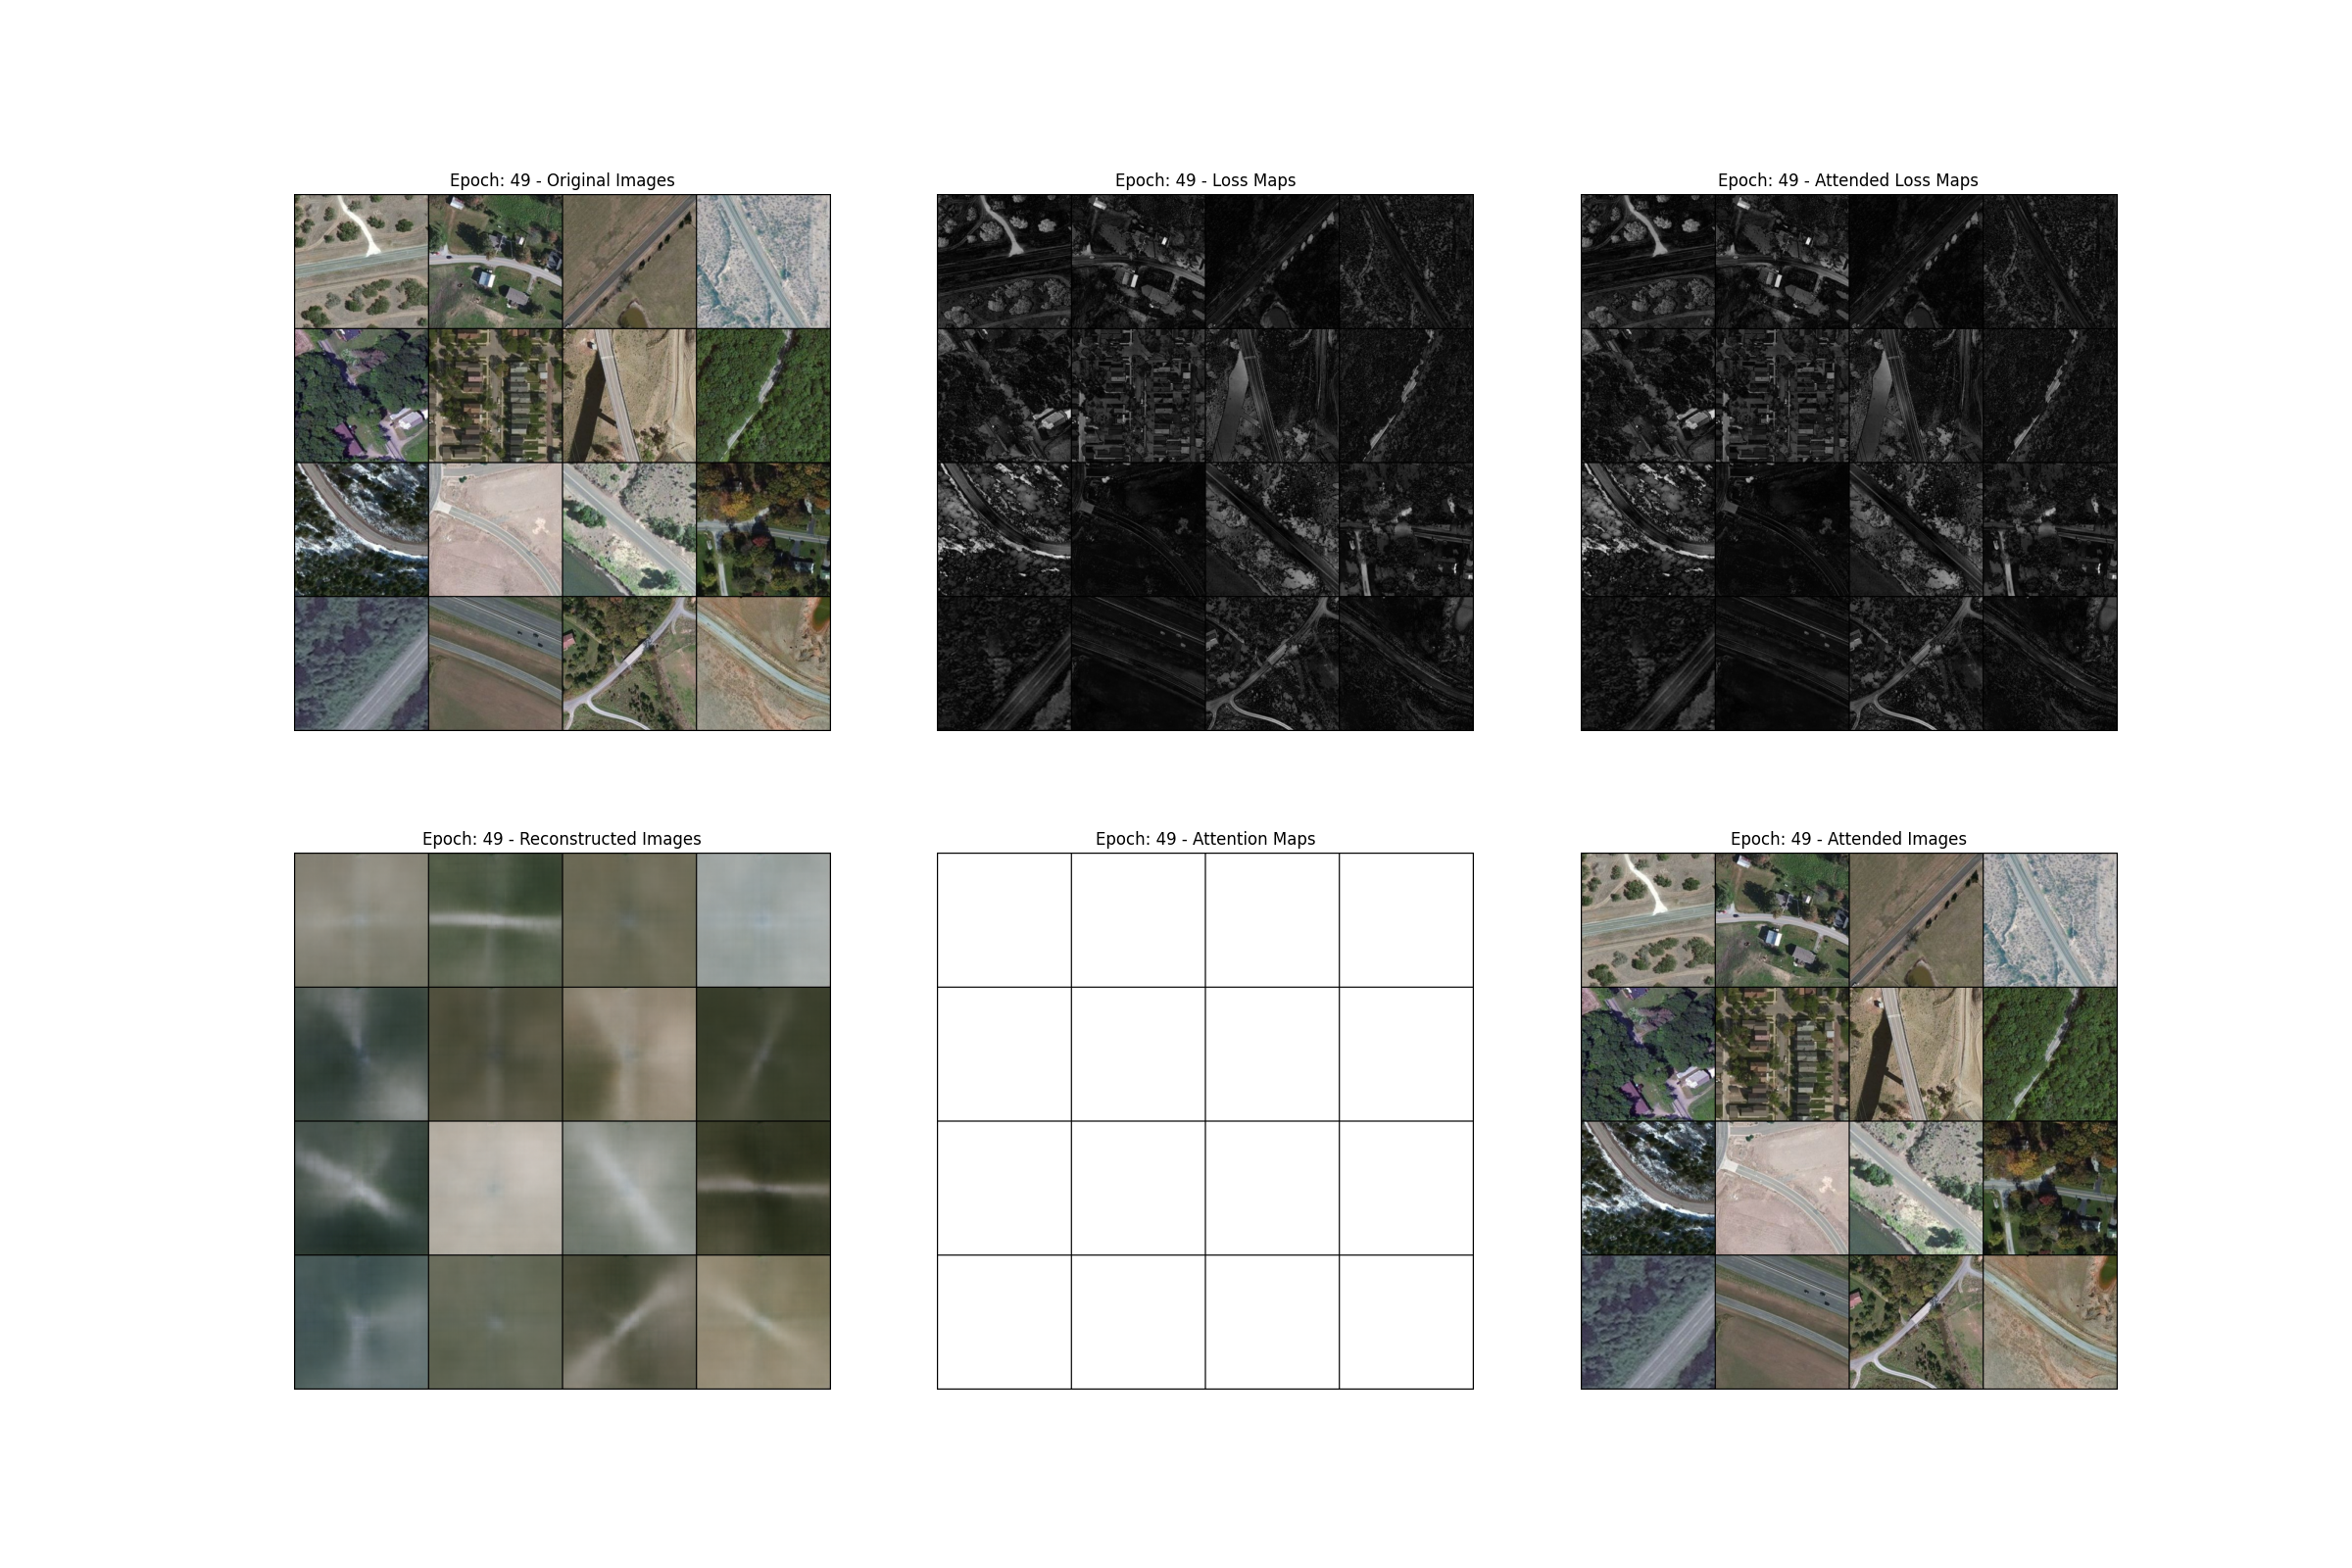 Epoch: 49 - Original Images
Epoch: 49 - Loss Maps
Epoch: 49 - Attended Loss Maps
Epoch: 49 - Reconstructed Images
Epoch: 49 - Attention Maps
Epoch: 49 - Attended Images